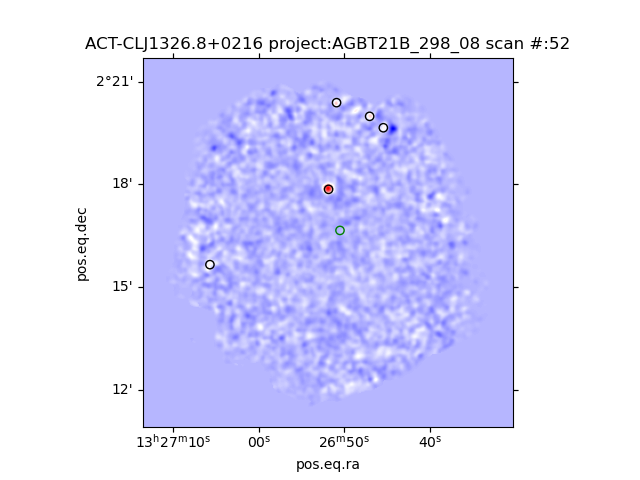 ACT-CLJ1326.8+0216 project:AGBT21B_298_08 scan #:52
2°21'
18'
15'
12'
pos.eq.dec
13ʰ27ᵐ10ˢ 00ˢ 26ᵐ50ˢ 40ˢ
pos.eq.ra